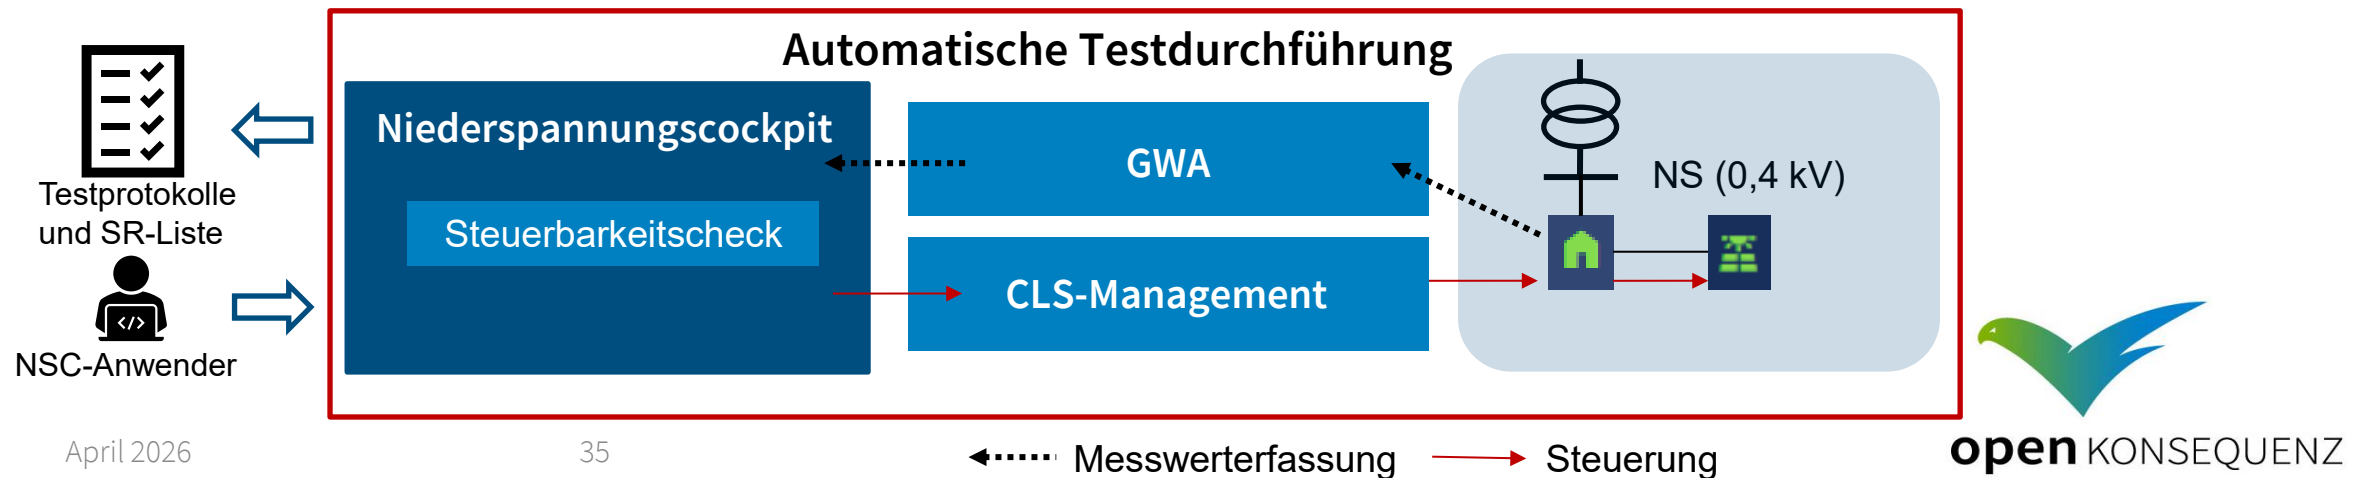 Automatische Testdurchführung
Niederspannungscockpit
Steuerbarkeitscheck
GWA
CLS-Management
NS (0,4 kV)
Testprotokolle
und SR-Liste
</>
NSC-Anwender
April 2026
35
Messwerterfassung
Steuerung
open KONSEQUENZ